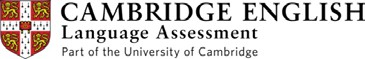 CAMBRIDGE ENGLISH
Language Assessment
Part of the University of Cambridge